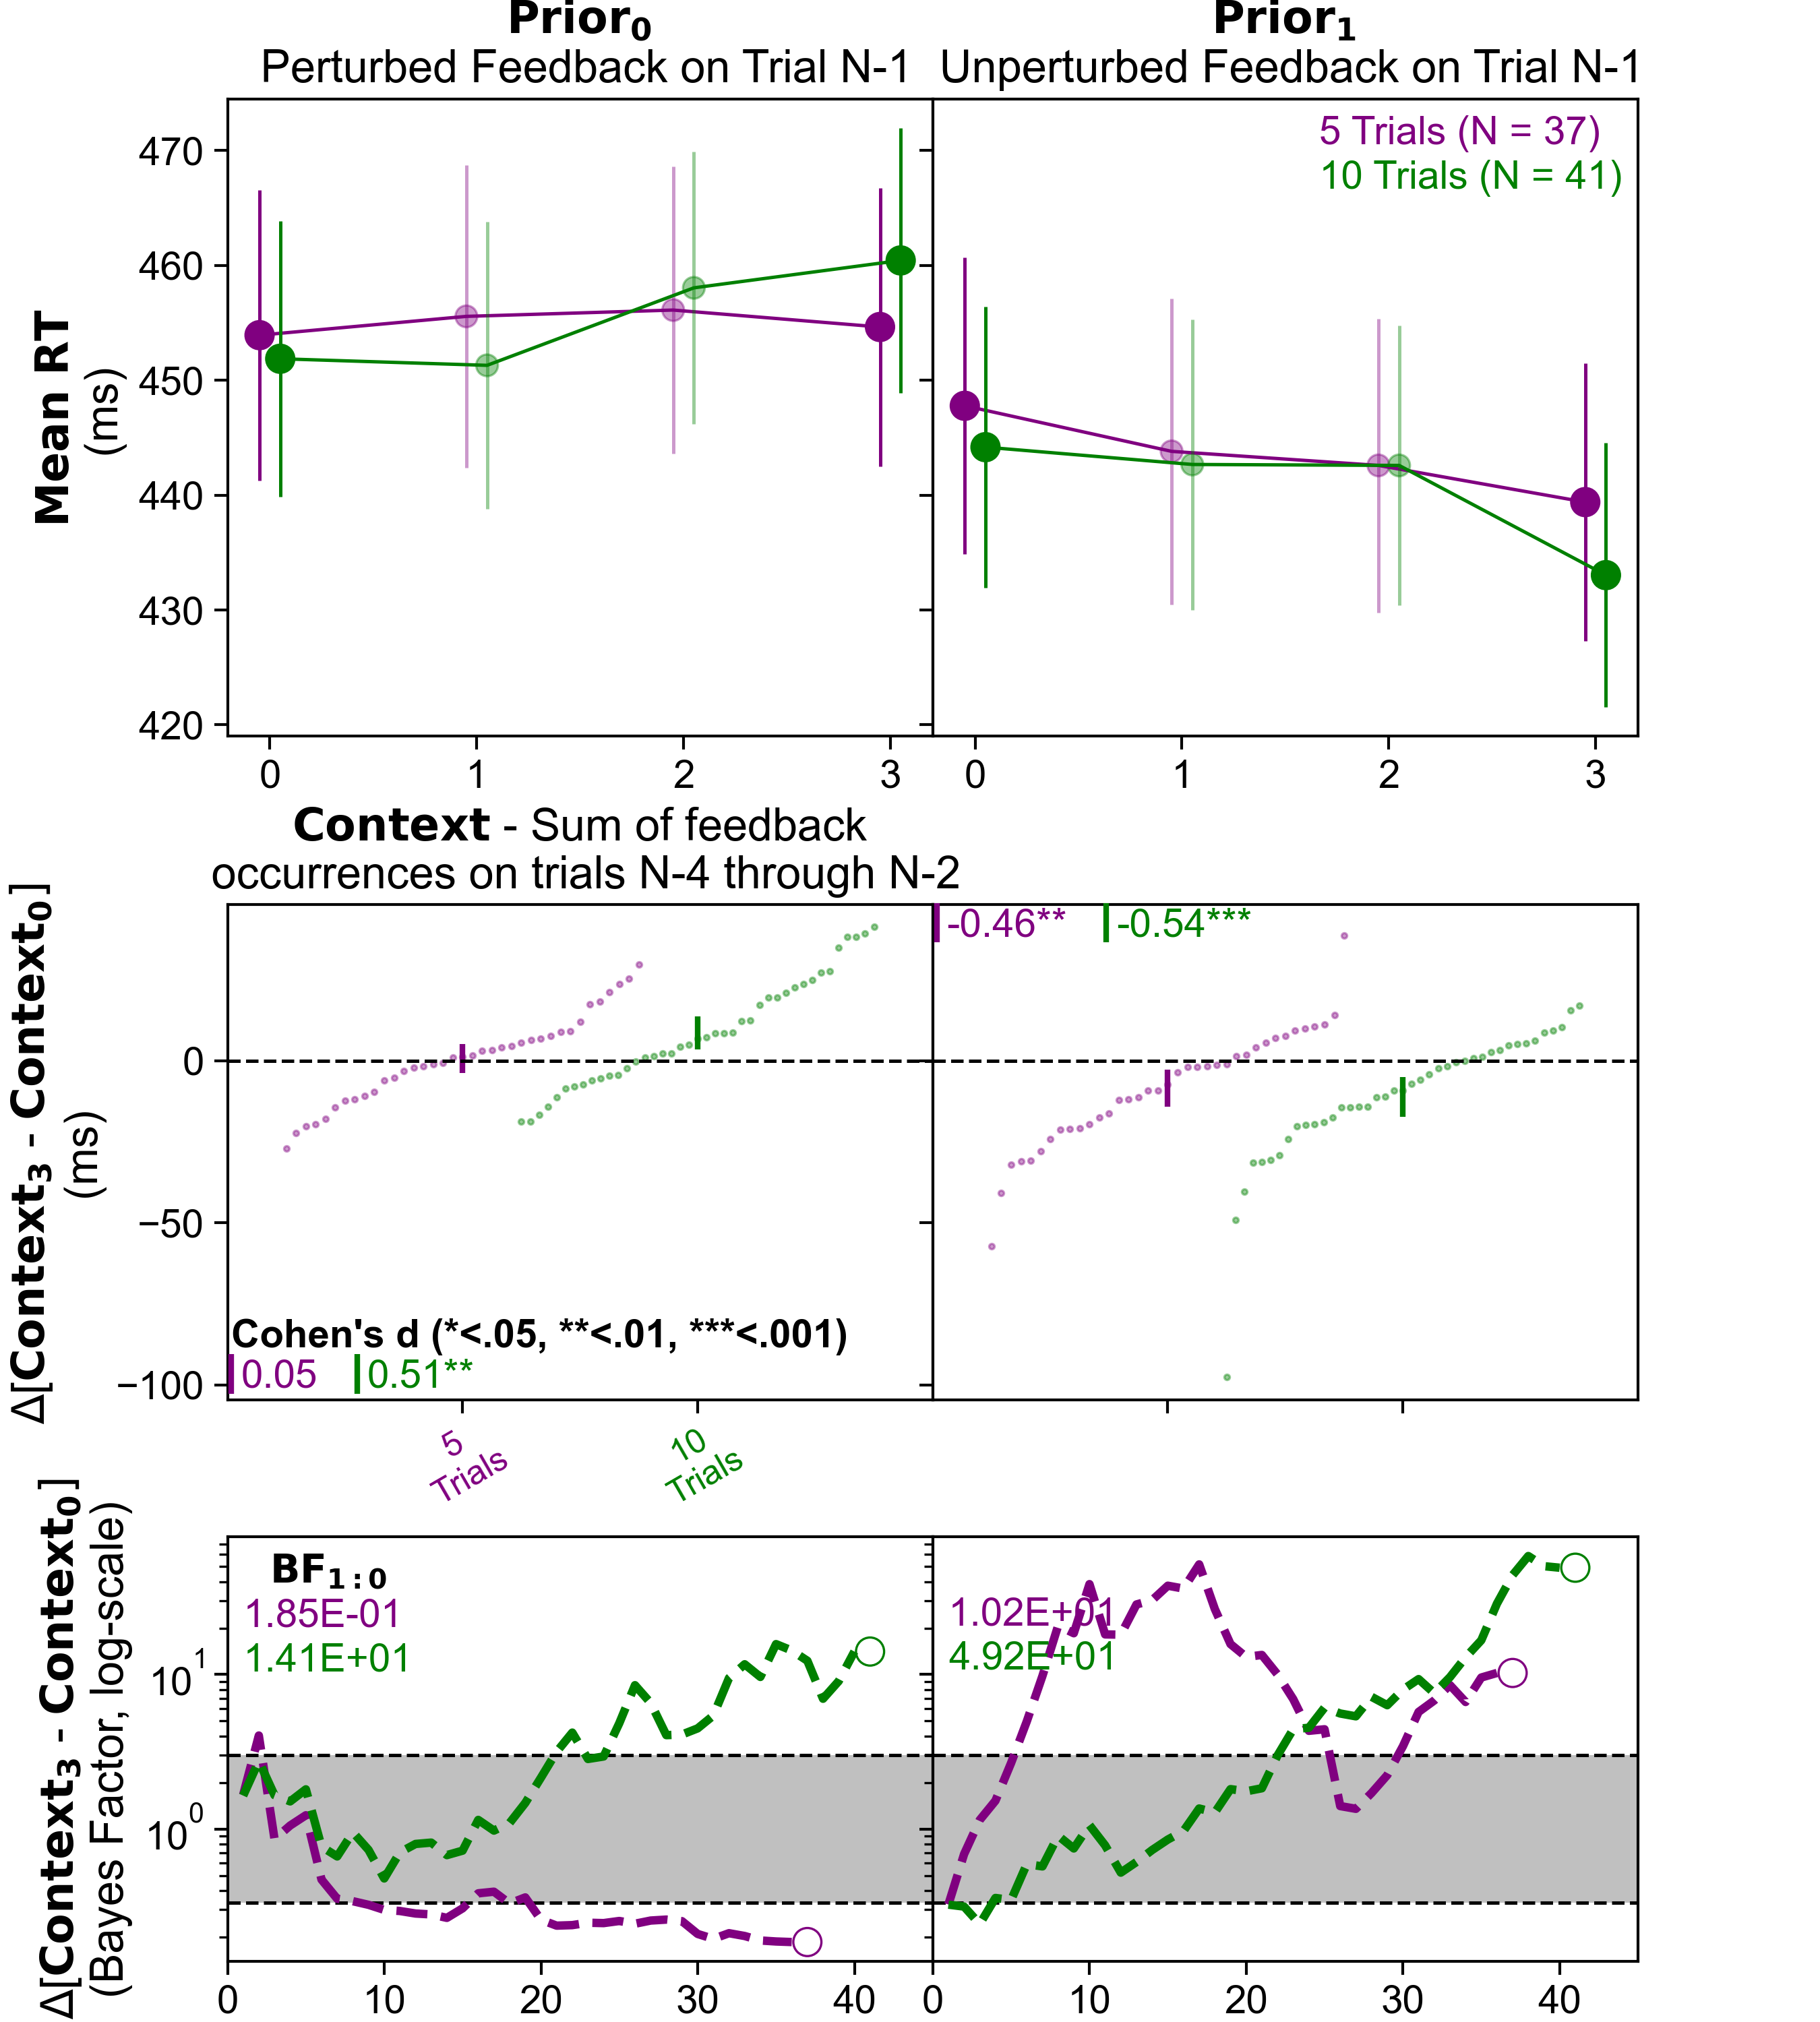 Prior₀
Perturbed Feedback on Trial N-1
Prior₁
Unperturbed Feedback on Trial N-1
5 Trials (N = 37)
10 Trials (N = 41)
Mean RT
(ms)
470
460
450
440
430
420
0 1 2 3
0 1 2 3
Context - Sum of feedback
occurrences on trials N-4 through N-2
Δ[Context₃ - Context₀]
(ms)
0
−50
−100
-0.46** -0.54***
Cohen's d (*<.05, **<.01, ***<.001)
0.05 0.51**
5
Trials
10
Trials
Δ[Context₃ - Context₀]
(Bayes Factor, log-scale)
10¹
10⁰
BF₁:₀
1.85E-01
1.41E+01
1.02E+01
4.92E+01
0 10 20 30 40
0 10 20 30 40